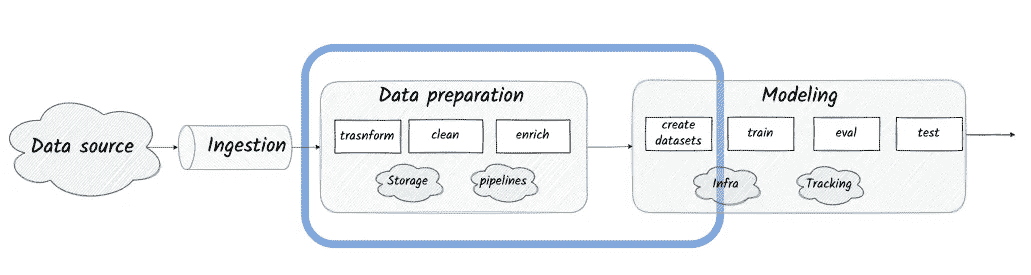 Data source
Ingestion
Data preparation
trasnform
clean
enrich
Storage
pipelines
Modeling
create
datasets
train
eval
test
Infra
Tracking